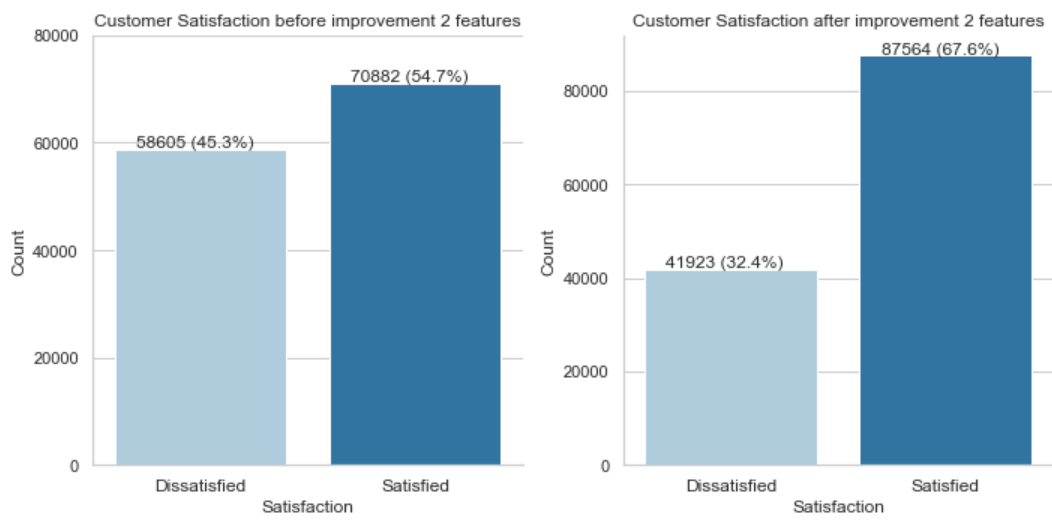 Customer Satisfaction before improvement 2 features
80000
60000
40000
20000
0
Count
70882 (54.7%)
58605 (45.3%)
Dissatisfied
Satisfied
Satisfaction
Customer Satisfaction after improvement 2 features
80000
60000
40000
20000
0
Count
87564 (67.6%)
41923 (32.4%)
Dissatisfied
Satisfied
Satisfaction